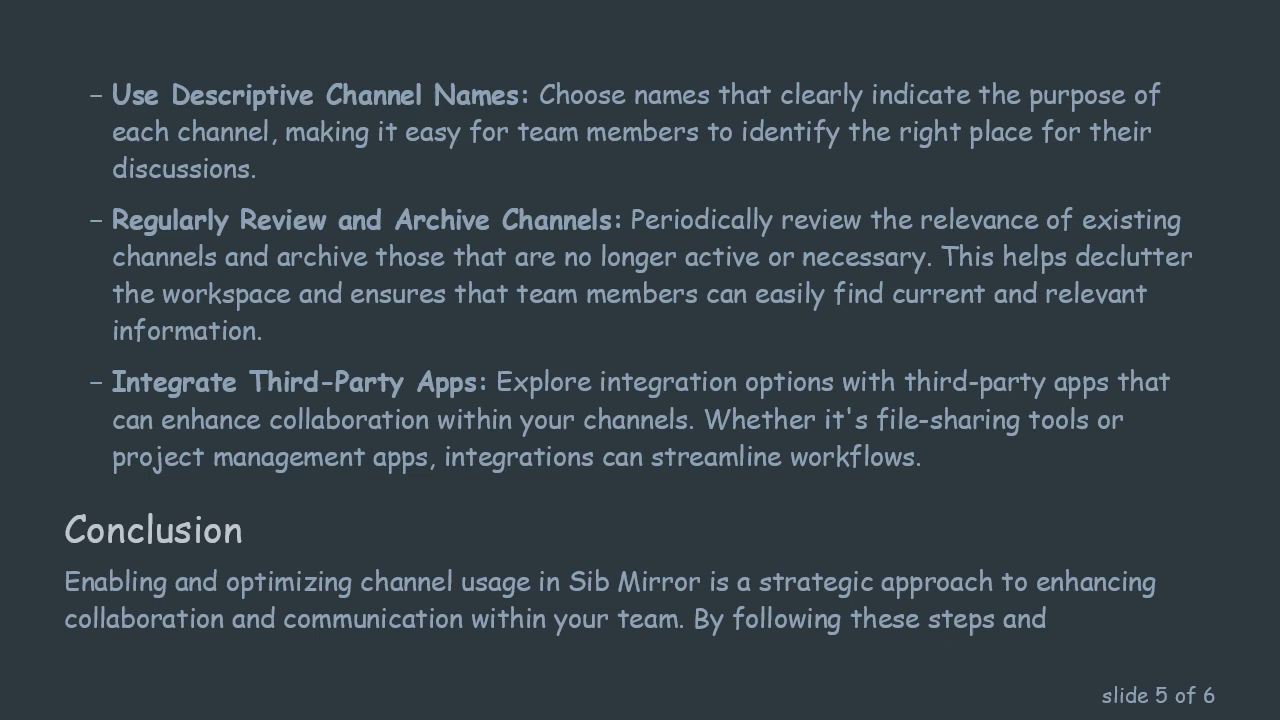 – Use Descriptive Channel Names: Choose names that clearly indicate the purpose of
each channel, making it easy for team members to identify the right place for their
discussions.
– Regularly Review and Archive Channels: Periodically review the relevance of existing
channels and archive those that are no longer active or necessary. This helps declutter
the workspace and ensures that team members can easily find current and relevant
information.
– Integrate Third-Party Apps: Explore integration options with third-party apps that
can enhance collaboration within your channels. Whether it's file-sharing tools or
project management apps, integrations can streamline workflows.
Conclusion
Enabling and optimizing channel usage in Sib Mirror is a strategic approach to enhancing
collaboration and communication within your team. By following these steps and
slide 5 of 6